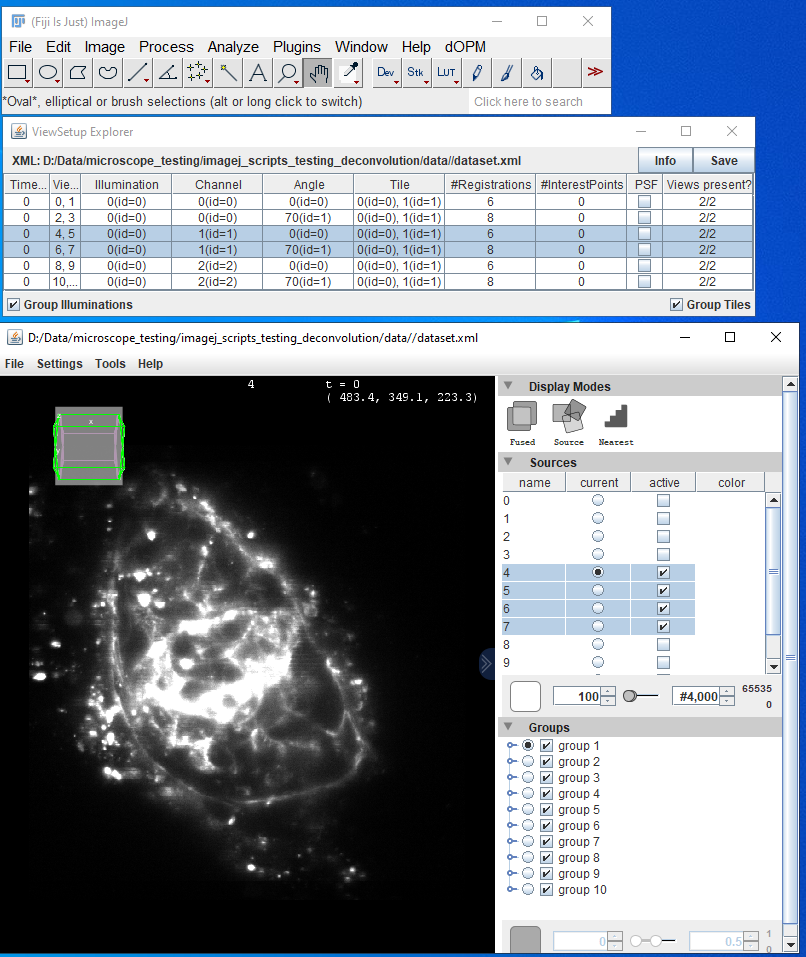 (Fiji Is Just) ImageJ
File Edit Image Process Analyze Plugins Window Help dOPM
A Dev Stk LUT >>
*Oval*, elliptical or brush selections (alt or long click to switch) Click here to search
ViewSetup Explorer
XML: D:/Data/microscope_testing/imagej_scripts_testing_deconvolution/data//dataset.xml Info Save
Time... Vie... Illumination Channel Angle Tile #Registrations #InterestPoints PSF Views present?
0 0, 1 0(id=0) 0(id=0) 0(id=0) 0(id=0), 1(id=1) 6 0 2/2
0 2, 3 0(id=0) 0(id=0) 70(id=1) 0(id=0), 1(id=1) 8 0 2/2
0 4, 5 0(id=0) 1(id=1) 0(id=0) 0(id=0), 1(id=1) 6 0 2/2
0 6, 7 0(id=0) 1(id=1) 70(id=1) 0(id=0), 1(id=1) 8 0 2/2
0 8, 9 0(id=0) 2(id=2) 0(id=0) 0(id=0), 1(id=1) 6 0 2/2
0 10,... 0(id=0) 2(id=2) 70(id=1) 0(id=0), 1(id=1) 8 0 2/2
Group Illuminations Group Tiles
D:/Data/microscope_testing/imagej_scripts_testing_deconvolution/data//dataset.xml
File Settings Tools Help
4 t = 0
( 483.4, 349.1, 223.3)
z
x
y
Display Modes
Fused Source Nearest
Sources
name current active color
0
1
2
3
4
5
6
7
8
9
100 #4,000 65535
0
Groups
group 1
group 2
group 3
group 4
group 5
group 6
group 7
group 8
group 9
group 10
0 0.5 1
0